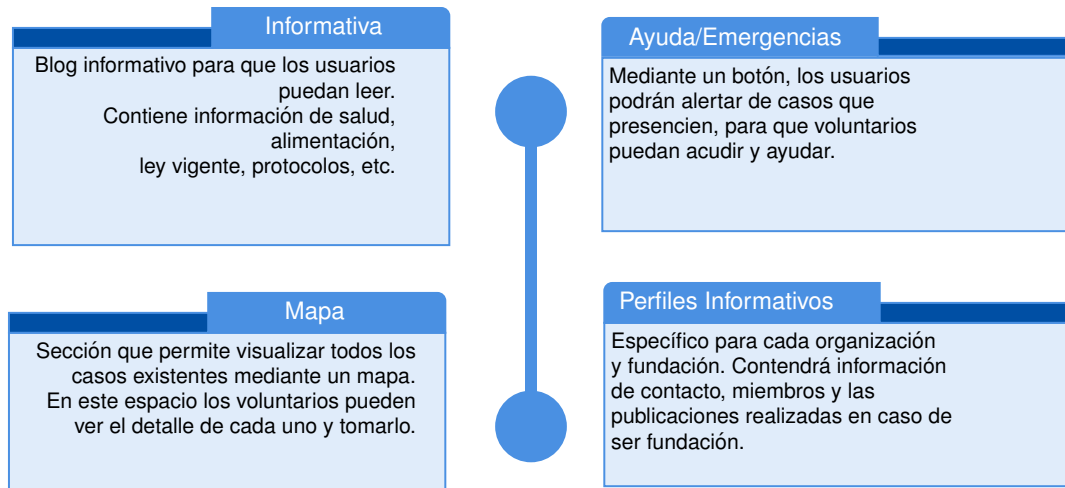 Informativa
Blog informativo para que los usuarios
puedan leer.
Contiene información de salud,
alimentación,
ley vigente, protocolos, etc.
Ayuda/Emergencias
Mediante un botón, los usuarios
podrán alertar de casos que
presencien, para que voluntarios
puedan acudir y ayudar.
Mapa
Sección que permite visualizar todos los
casos existentes mediante un mapa.
En este espacio los voluntarios pueden
ver el detalle de cada uno y tomarlo.
Perfiles Informativos
Específico para cada organización
y fundación. Contendrá información
de contacto, miembros y las
publicaciones realizadas en caso de
ser fundación.